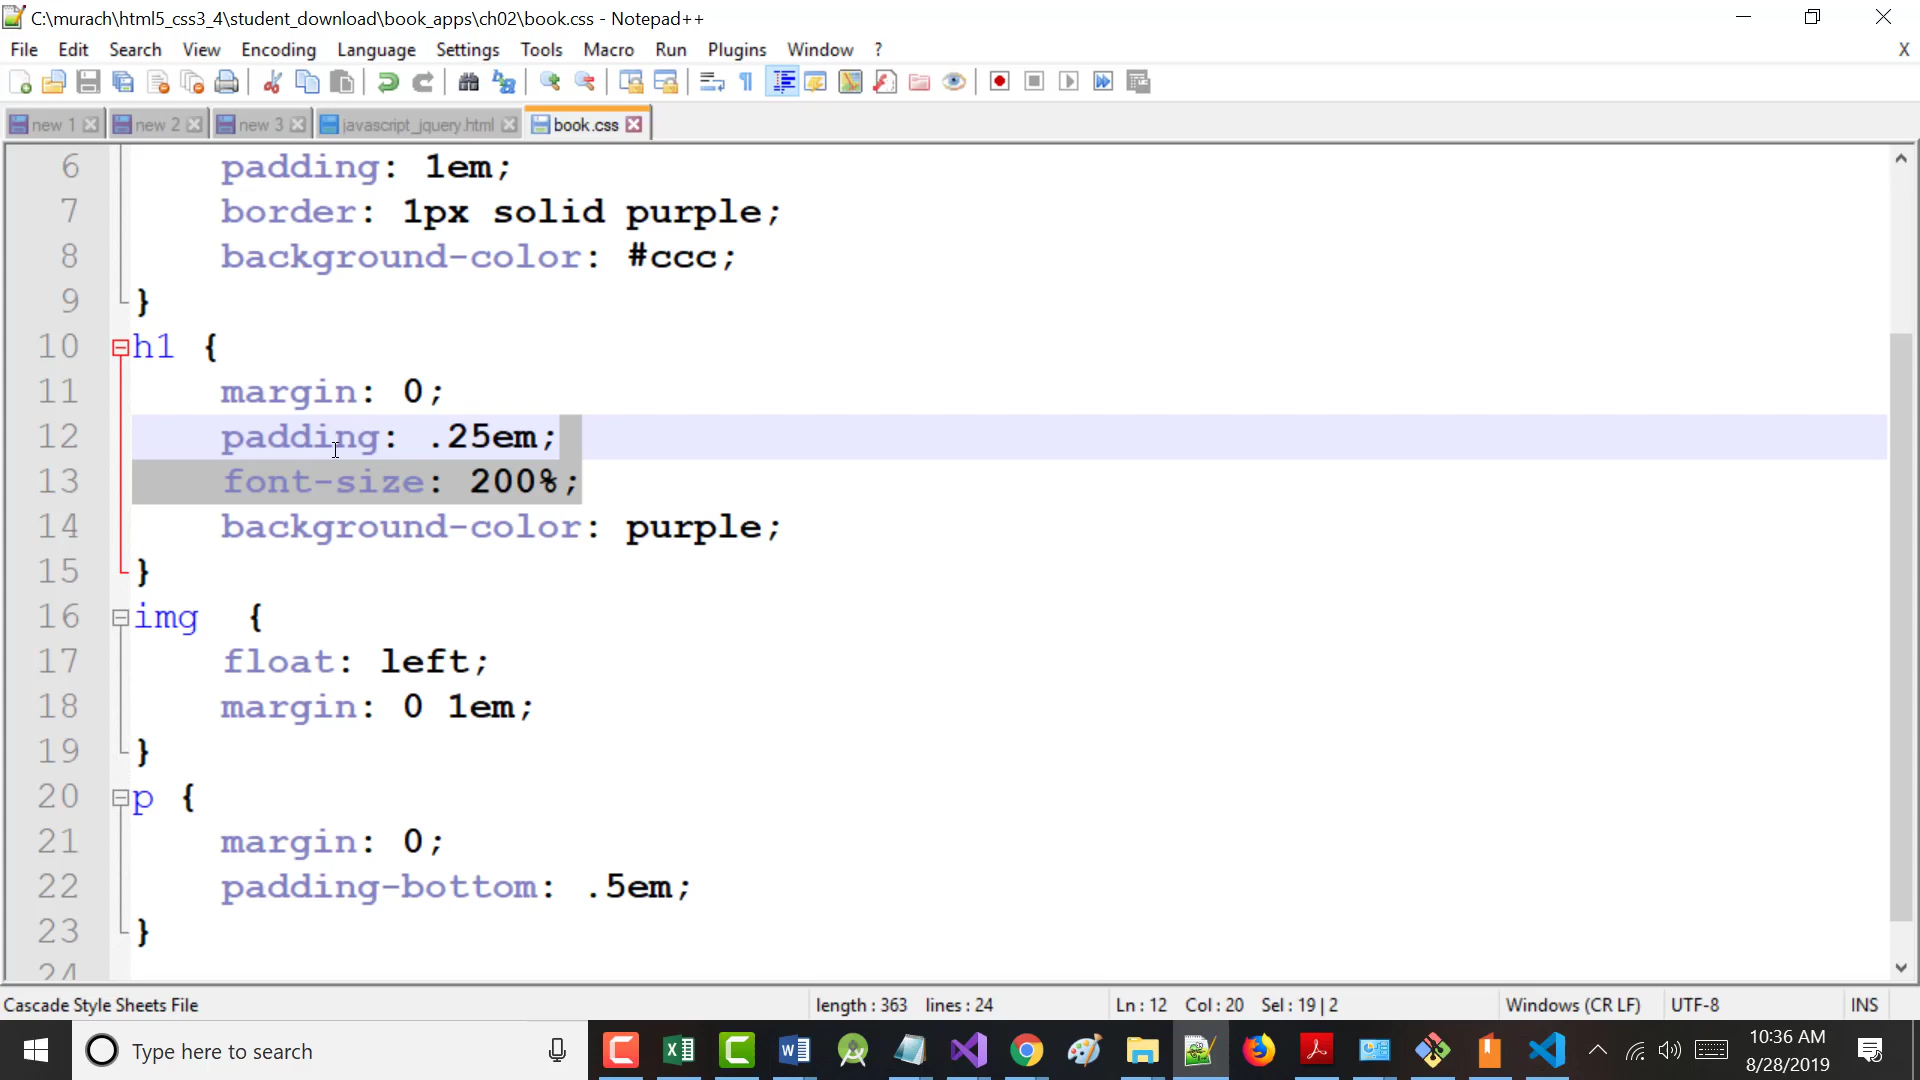 C:\murach\html5_css3_4\student_download\book_apps\ch02\book.css - Notepad++
File Edit Search View Encoding Language Settings Tools Macro Run Plugins Window ? X
new 1 new 2 new 3 javascript_jquery.html book.css
6 padding: 1em;
7 border: 1px solid purple;
8 background-color: #ccc;
9 }
10 h1 {
11 margin: 0;
12 padding: .25em;
13 font-size: 200%;
14 background-color: purple;
15 }
16 img {
17 float: left;
18 margin: 0 1em;
19 }
20 p {
21 margin: 0;
22 padding-bottom: .5em;
23 }
24
Cascade Style Sheets File length : 363 lines : 24 Ln : 12 Col : 20 Sel : 19 | 2 Windows (CR LF) UTF-8 INS
Type here to search
10:36 AM
8/28/2019